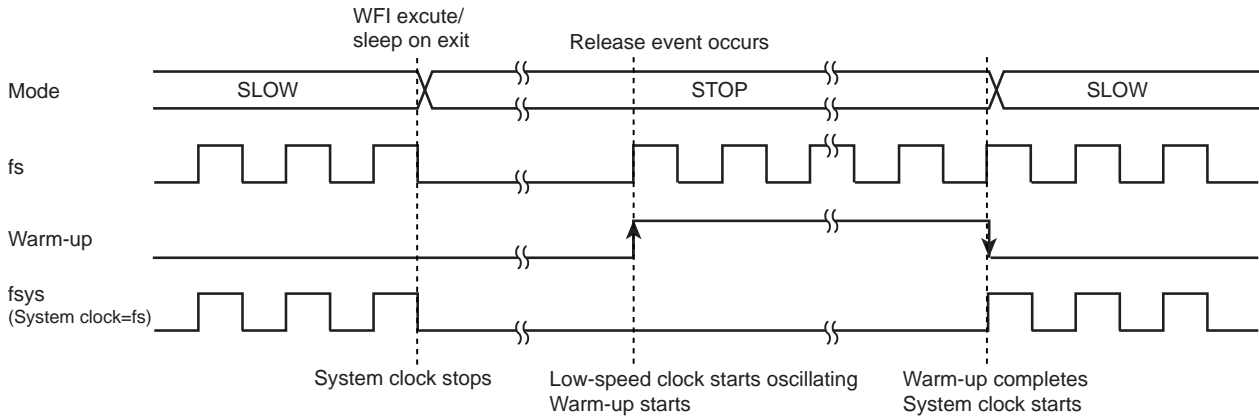 WFI excute/
sleep on exit
Release event occurs
Mode
SLOW
STOP
SLOW
fs
Warm-up
fsys
(System clock=fs)
System clock stops
Low-speed clock starts oscillating
Warm-up starts
Warm-up completes
System clock starts